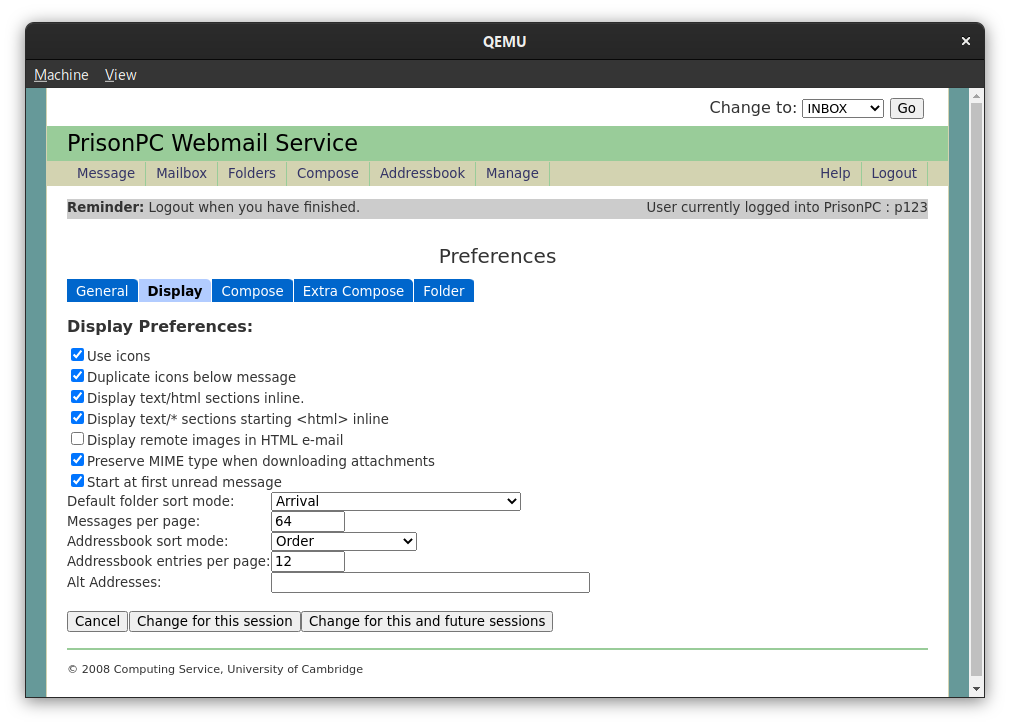 QEMU
Machine View
Change to: INBOX Go
PrisonPC Webmail Service
Message Mailbox Folders Compose Addressbook Manage Help Logout
Reminder: Logout when you have finished. User currently logged into PrisonPC : p123
Preferences
General Display Compose Extra Compose Folder
Display Preferences:
Use icons
Duplicate icons below message
Display text/html sections inline.
Display text/* sections starting <html> inline
Display remote images in HTML e-mail
Preserve MIME type when downloading attachments
Start at first unread message
Default folder sort mode: Arrival
Messages per page: 64
Addressbook sort mode: Order
Addressbook entries per page: 12
Alt Addresses:
Cancel Change for this session Change for this and future sessions
© 2008 Computing Service, University of Cambridge